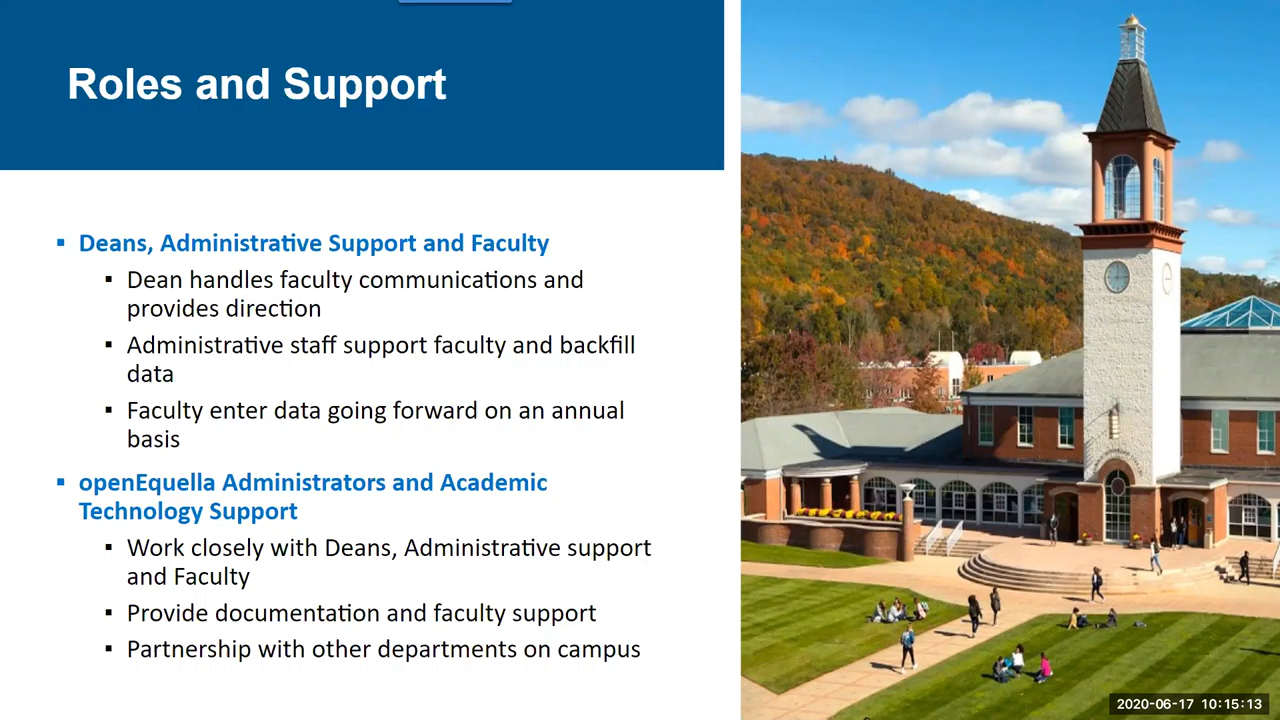 Roles and Support
▪ Deans, Administrative Support and Faculty
▪ Dean handles faculty communications and
provides direction
▪ Administrative staff support faculty and backfill
data
▪ Faculty enter data going forward on an annual
basis
▪ openEquella Administrators and Academic
Technology Support
▪ Work closely with Deans, Administrative support
and Faculty
▪ Provide documentation and faculty support
▪ Partnership with other departments on campus
2020-06-17 10:15:13